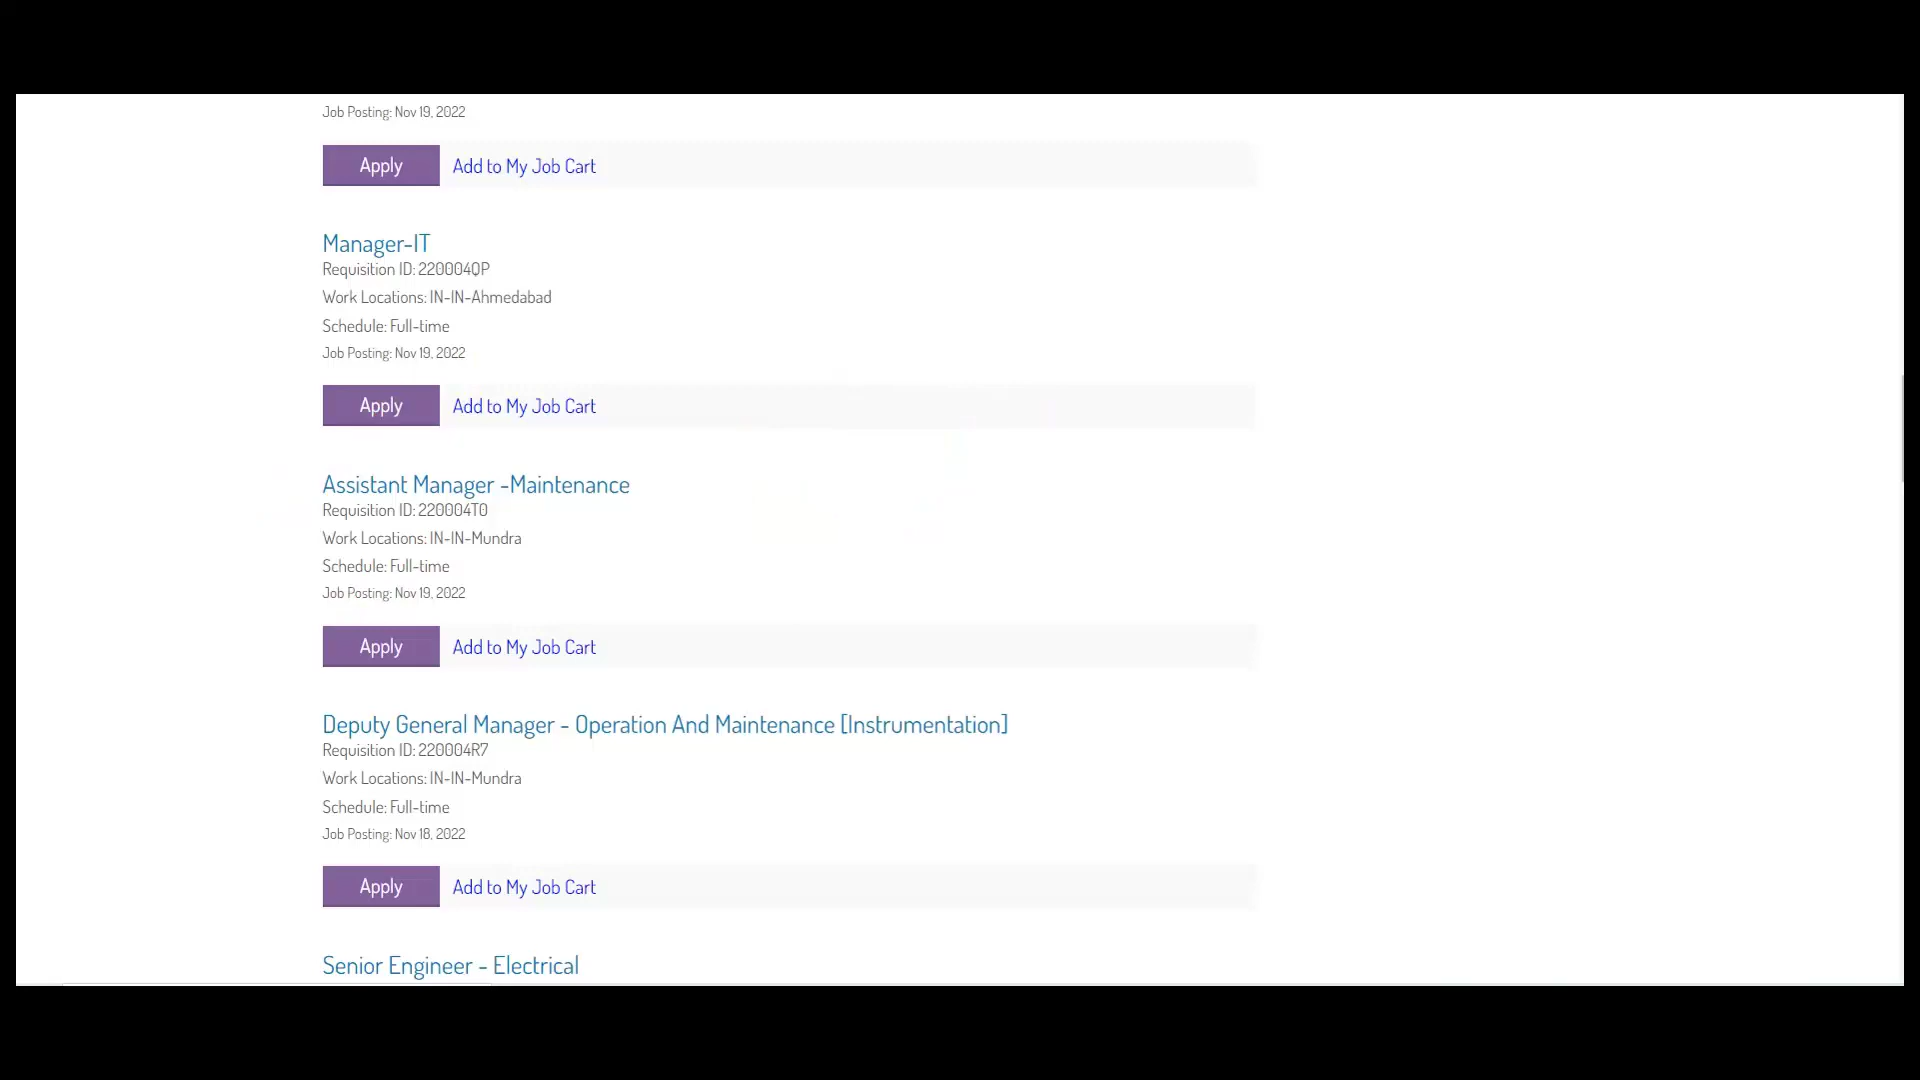 Job Posting: Nov 19, 2022
Apply Add to My Job Cart
Manager-IT
Requisition ID: 220004QP
Work Locations: IN-IN-Ahmedabad
Schedule: Full-time
Job Posting: Nov 19, 2022
Apply Add to My Job Cart
Assistant Manager -Maintenance
Requisition ID: 220004T0
Work Locations: IN-IN-Mundra
Schedule: Full-time
Job Posting: Nov 19, 2022
Apply Add to My Job Cart
Deputy General Manager - Operation And Maintenance [Instrumentation]
Requisition ID: 220004R7
Work Locations: IN-IN-Mundra
Schedule: Full-time
Job Posting: Nov 18, 2022
Apply Add to My Job Cart
Senior Engineer - Electrical